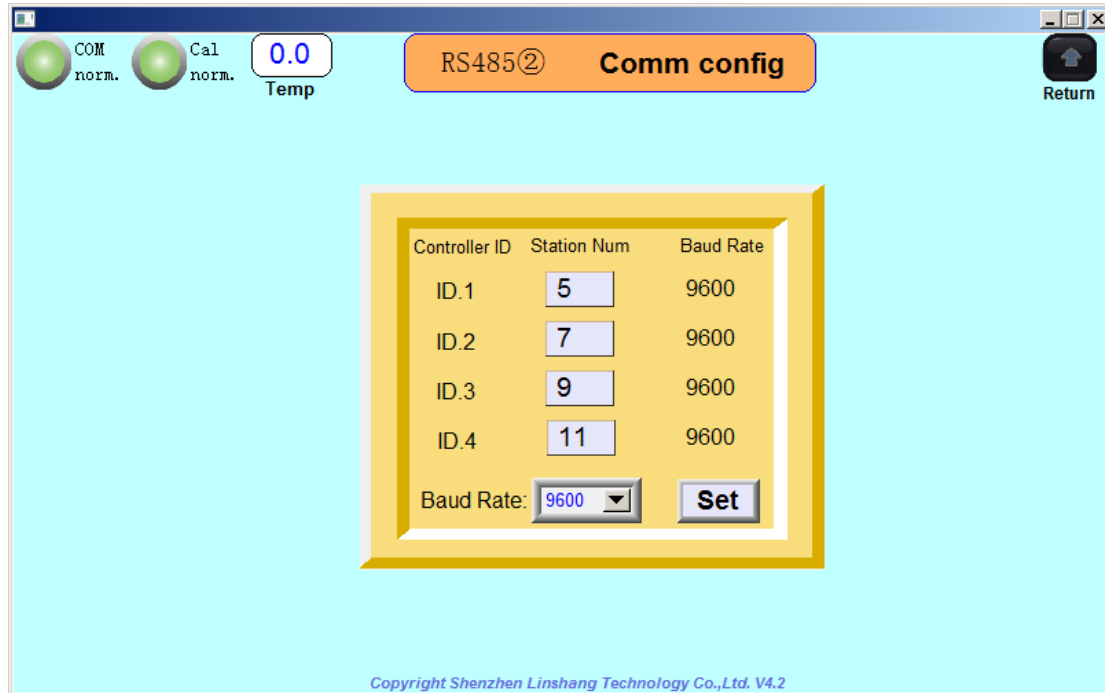 COM norm.
Cal norm.
0.0
Temp
RS485② Comm config
Return
Controller ID Station Num Baud Rate
ID.1 5 9600
ID.2 7 9600
ID.3 9 9600
ID.4 11 9600
Baud Rate: 9600 Set
Copyright Shenzhen Linshang Technology Co.,Ltd. V4.2